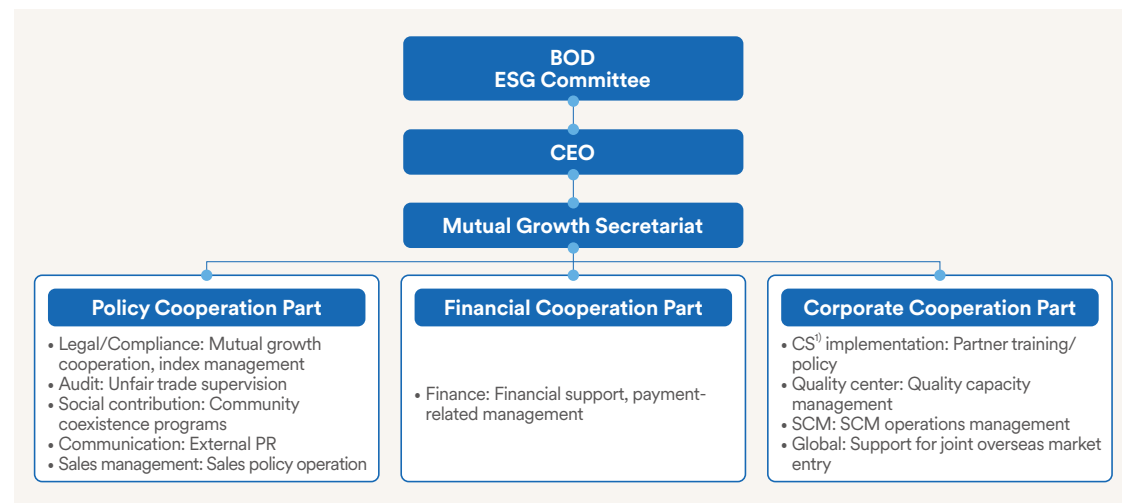 BOD
ESG Committee
CEO
Mutual Growth Secretariat
Policy Cooperation Part
• Legal/Compliance: Mutual growth
cooperation, index management
• Audit: Unfair trade supervision
• Social contribution: Community
coexistence programs
• Communication: External PR
• Sales management: Sales policy operation
Financial Cooperation Part
• Finance: Financial support, payment-
related management
Corporate Cooperation Part
• CS¹⁾ implementation: Partner training/
policy
• Quality center: Quality capacity
management
• SCM: SCM operations management
• Global: Support for joint overseas market
entry